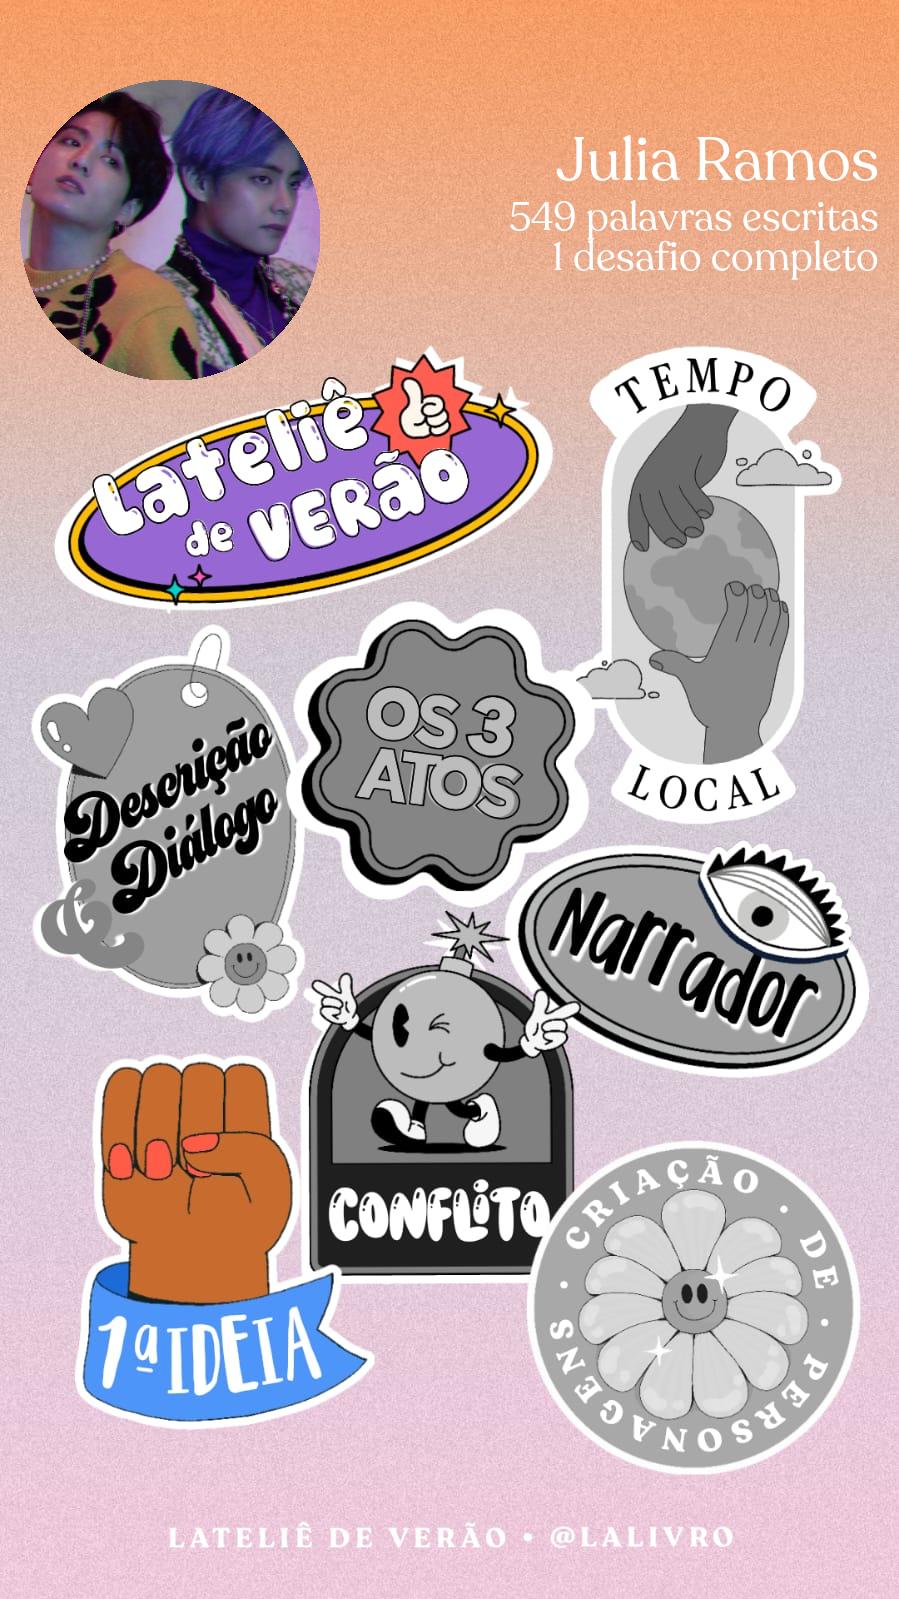 Julia Ramos
549 palavras escritas
1 desafio completo
Lateliê
de VERÃO
TEMPO
LOCAL
OS 3
ATOS
Descrição
&
Diálogo
Narrador
CONFLITO
1ª IDEIA
CRIAÇÃO • DE • PERSONAGENS •
LATELIÊ DE VERÃO • @LALIVRO